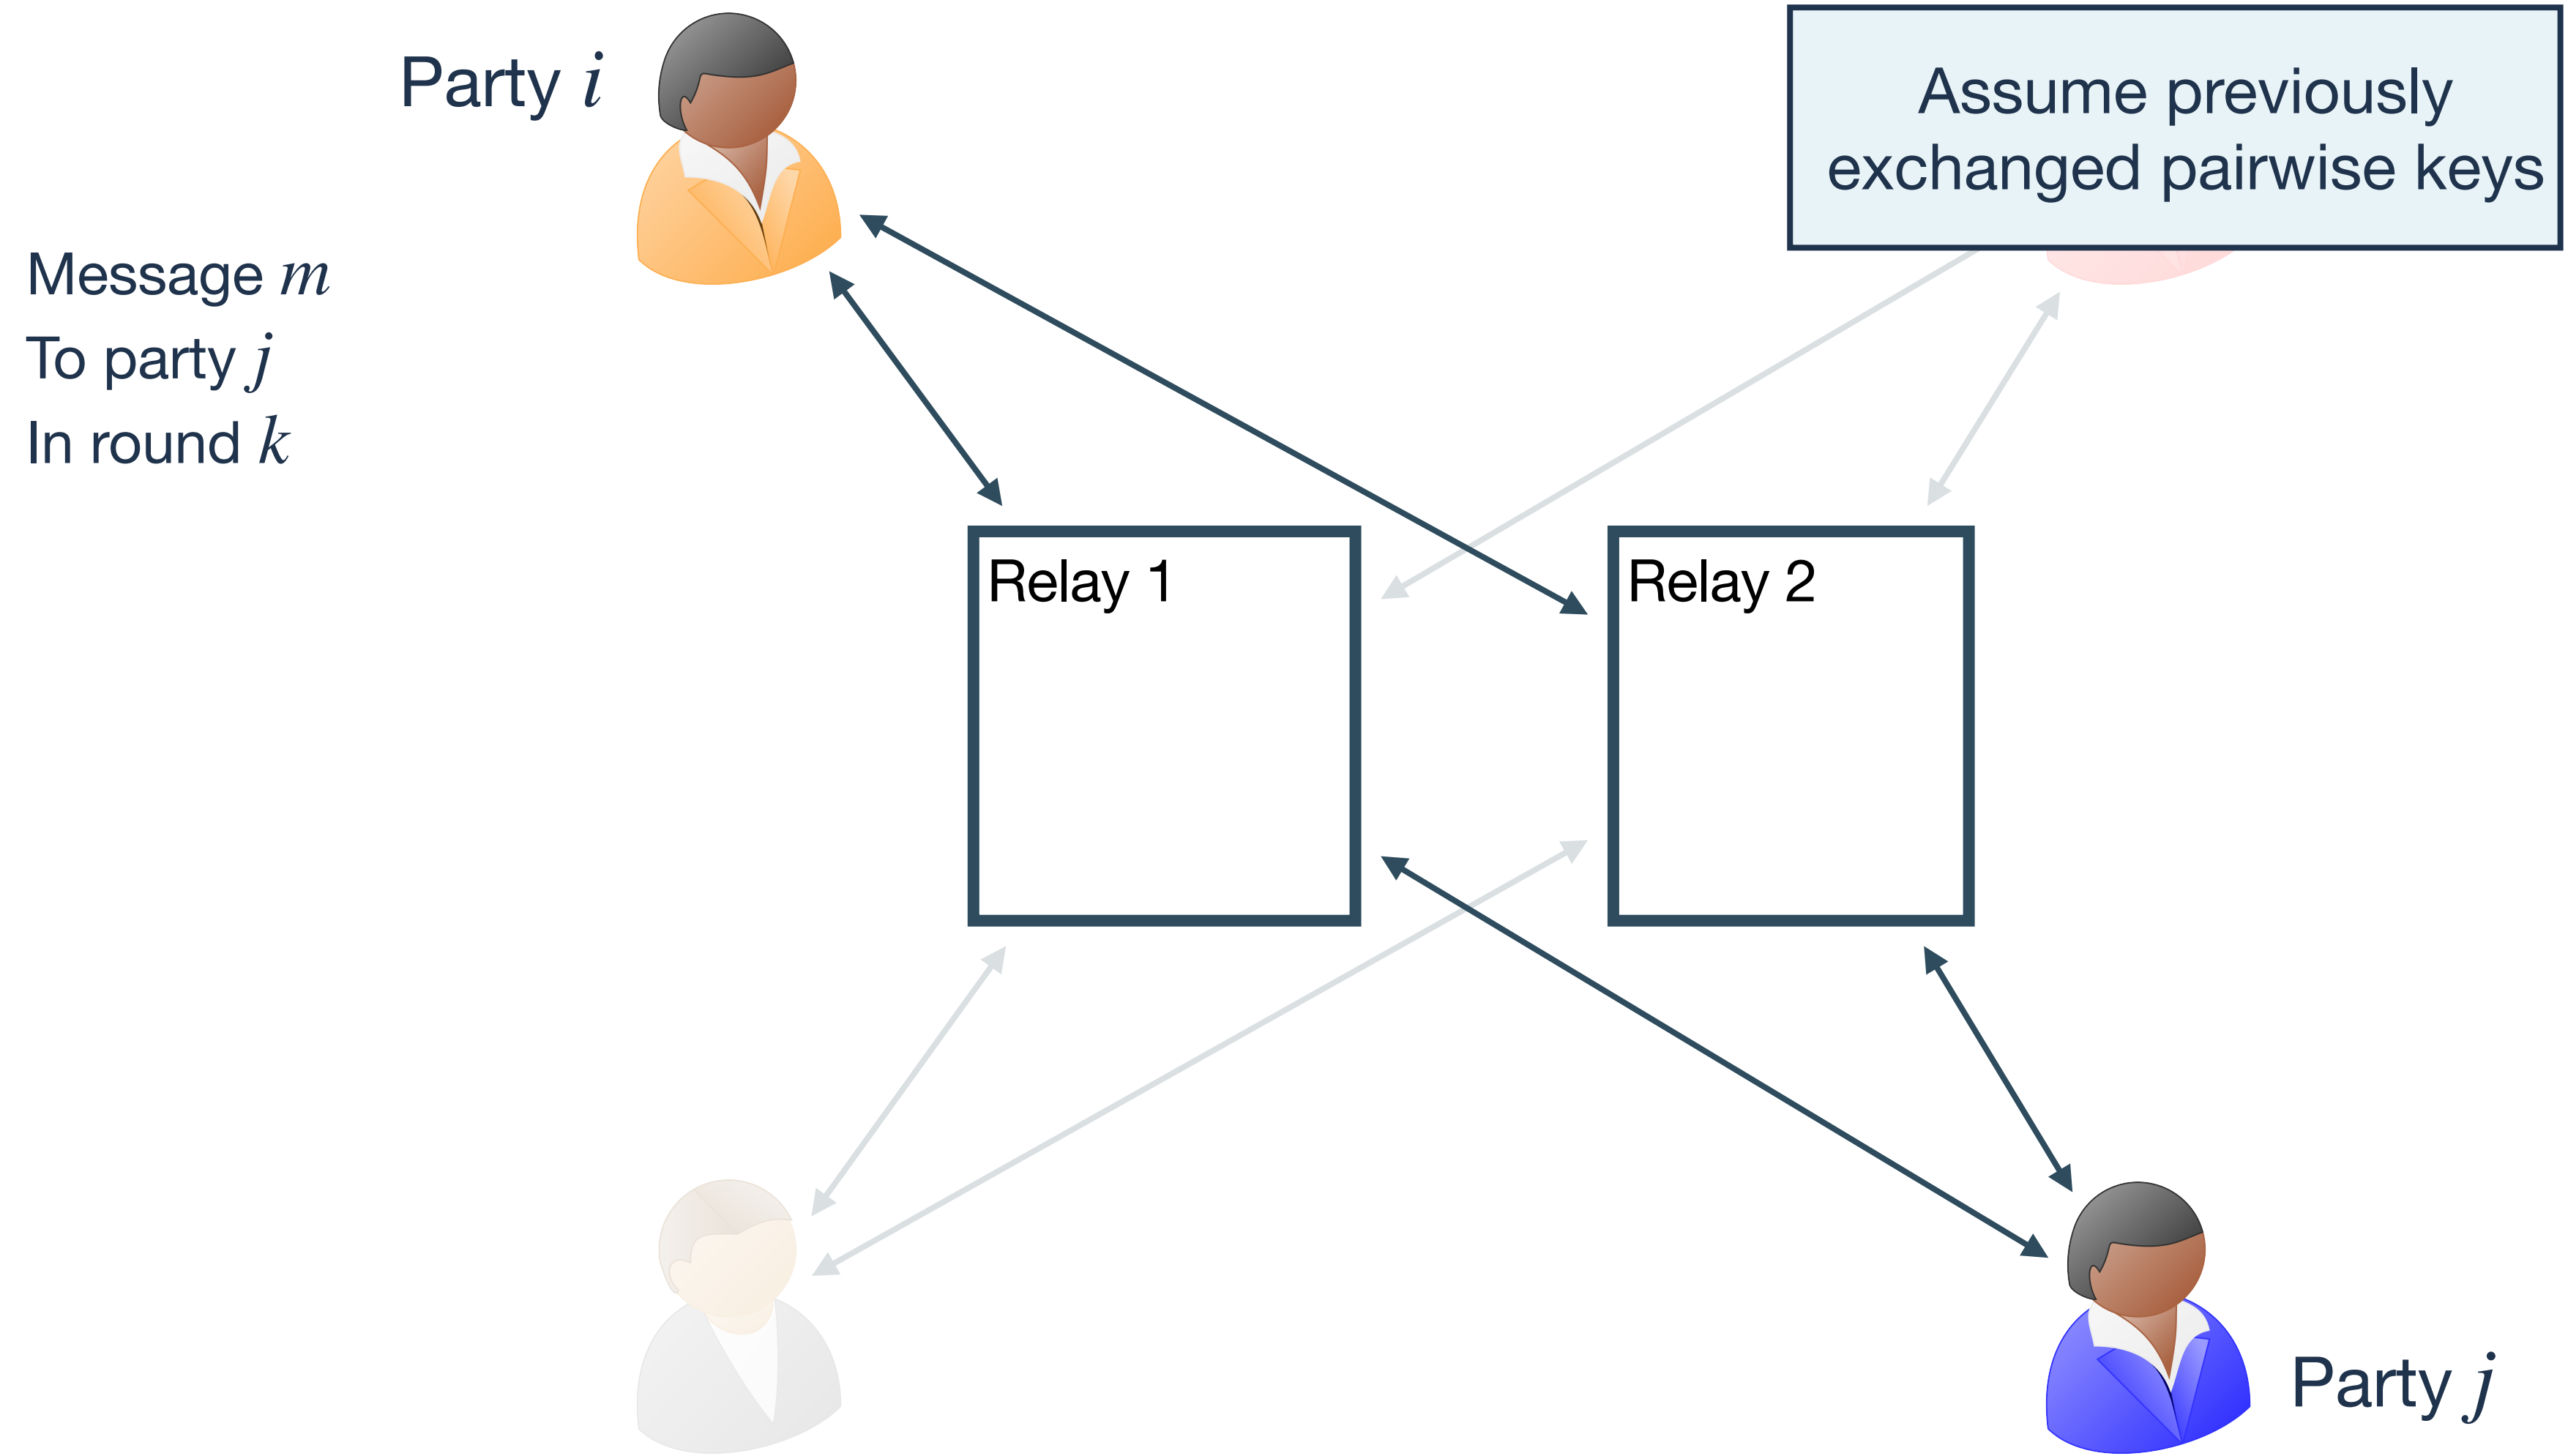 Party i
Assume previously
exchanged pairwise keys
Message m
To party j
In round k
Relay 1
Relay 2
Party j